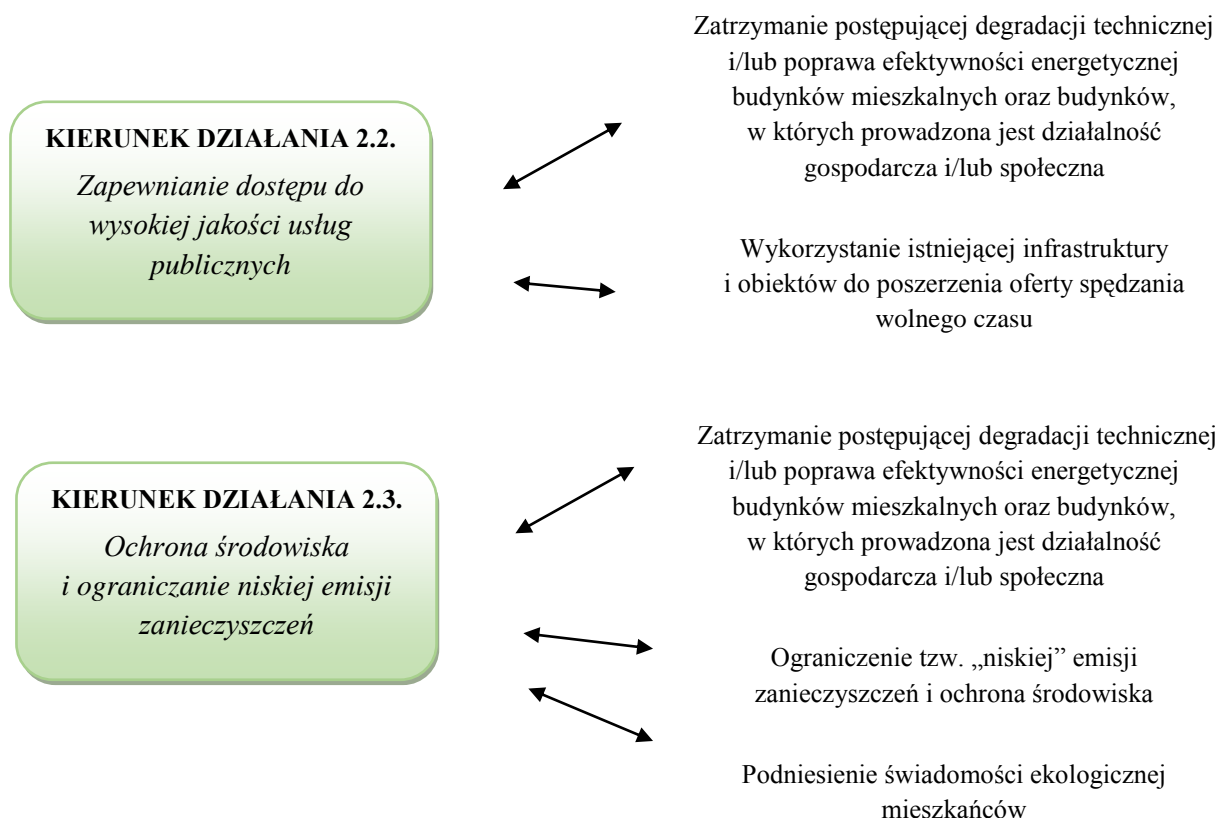 KIERUNEK DZIAŁANIA 2.2.
Zapewnianie dostępu do
wysokiej jakości usług
publicznych
Zatrzymanie postępującej degradacji technicznej
i/lub poprawa efektywności energetycznej
budynków mieszkalnych oraz budynków,
w których prowadzona jest działalność
gospodarcza i/lub społeczna
Wykorzystanie istniejącej infrastruktury
i obiektów do poszerzenia oferty spędzania
wolnego czasu
KIERUNEK DZIAŁANIA 2.3.
Ochrona środowiska
i ograniczanie niskiej emisji
zanieczyszczeń
Zatrzymanie postępującej degradacji technicznej
i/lub poprawa efektywności energetycznej
budynków mieszkalnych oraz budynków,
w których prowadzona jest działalność
gospodarcza i/lub społeczna
Ograniczenie tzw. „niskiej” emisji
zanieczyszczeń i ochrona środowiska
Podniesienie świadomości ekologicznej
mieszkańców